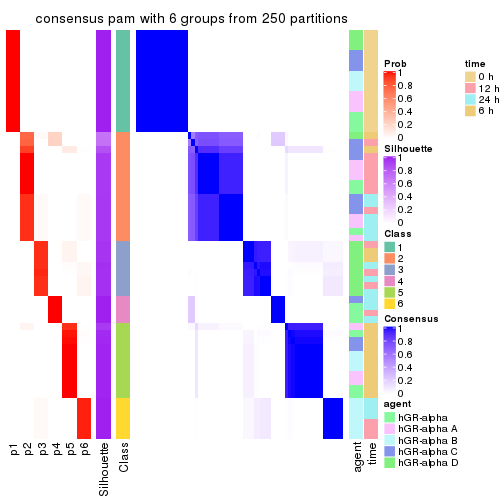 consensus pam with 6 groups from 250 partitions
Prob
1
0.8
0.6
0.4
0.2
0
time
0 h
12 h
24 h
6 h
Silhouette
1
0.8
0.6
0.4
0.2
0
Class
1
2
3
4
5
6
Consensus
1
0.8
0.6
0.4
0.2
0
agent
hGR-alpha
hGR-alpha A
hGR-alpha B
hGR-alpha C
hGR-alpha D
p1
p2
p3
p4
p5
p6
Silhouette
Class
agent
time